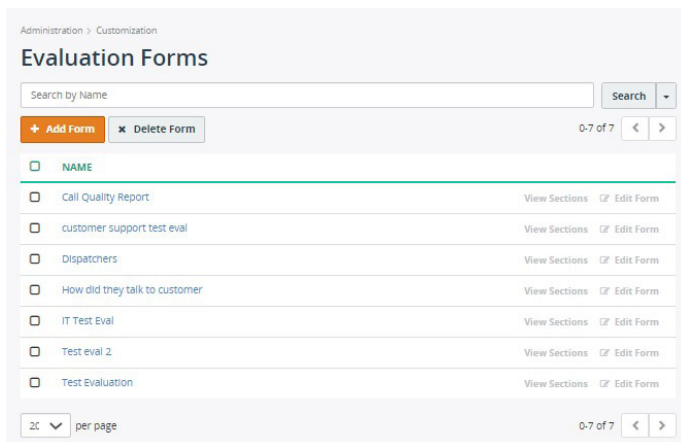 Administration > Customization
Evaluation Forms
Search by Name
Search
+ Add Form
× Delete Form
0-7 of 7
NAME
Call Quality Report View Sections Edit Form
customer support test eval View Sections Edit Form
Dispatchers View Sections Edit Form
How did they talk to customer View Sections Edit Form
IT Test Eval View Sections Edit Form
Test eval 2 View Sections Edit Form
Test Evaluation View Sections Edit Form
per page
0-7 of 7